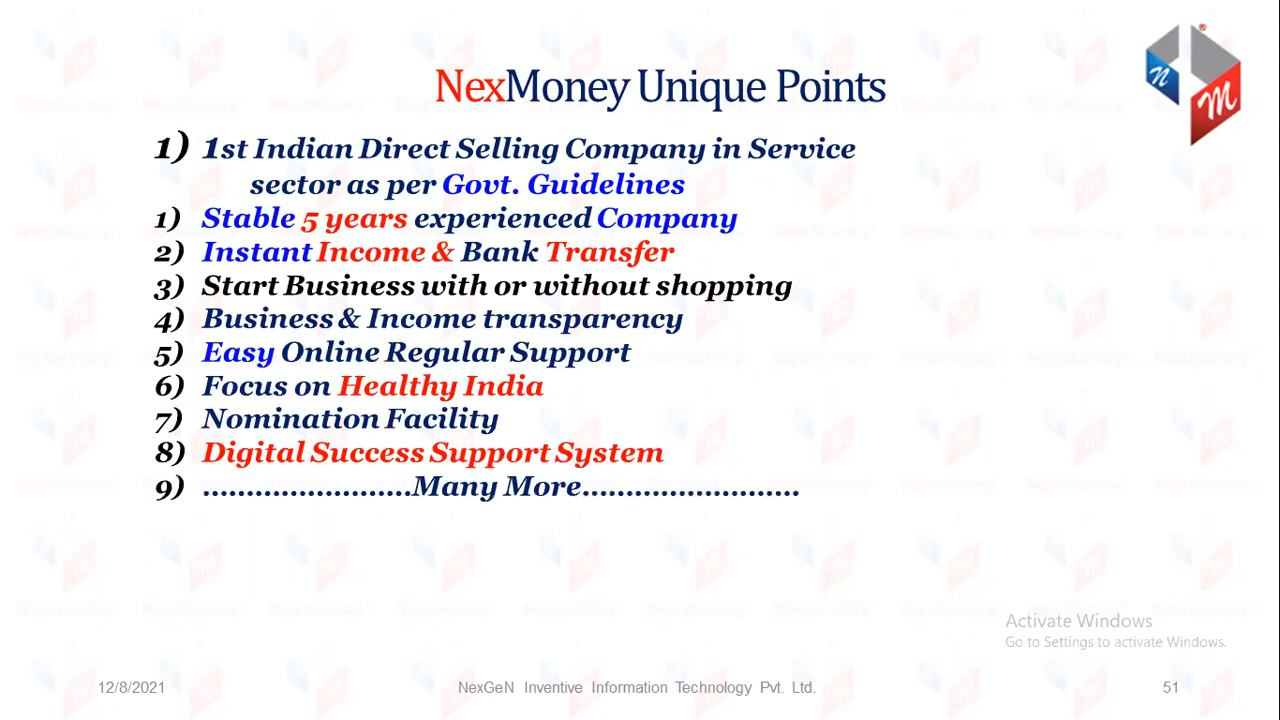 NexMoney Unique Points
1) 1st Indian Direct Selling Company in Service
sector as per Govt. Guidelines
1) Stable 5 years experienced Company
2) Instant Income & Bank Transfer
3) Start Business with or without shopping
4) Business & Income transparency
5) Easy Online Regular Support
6) Focus on Healthy India
7) Nomination Facility
8) Digital Success Support System
9) ........................Many More.........................
n m
Activate Windows
Go to Settings to activate Windows.
12/8/2021 NexGeN Inventive Information Technology Pvt. Ltd. 51